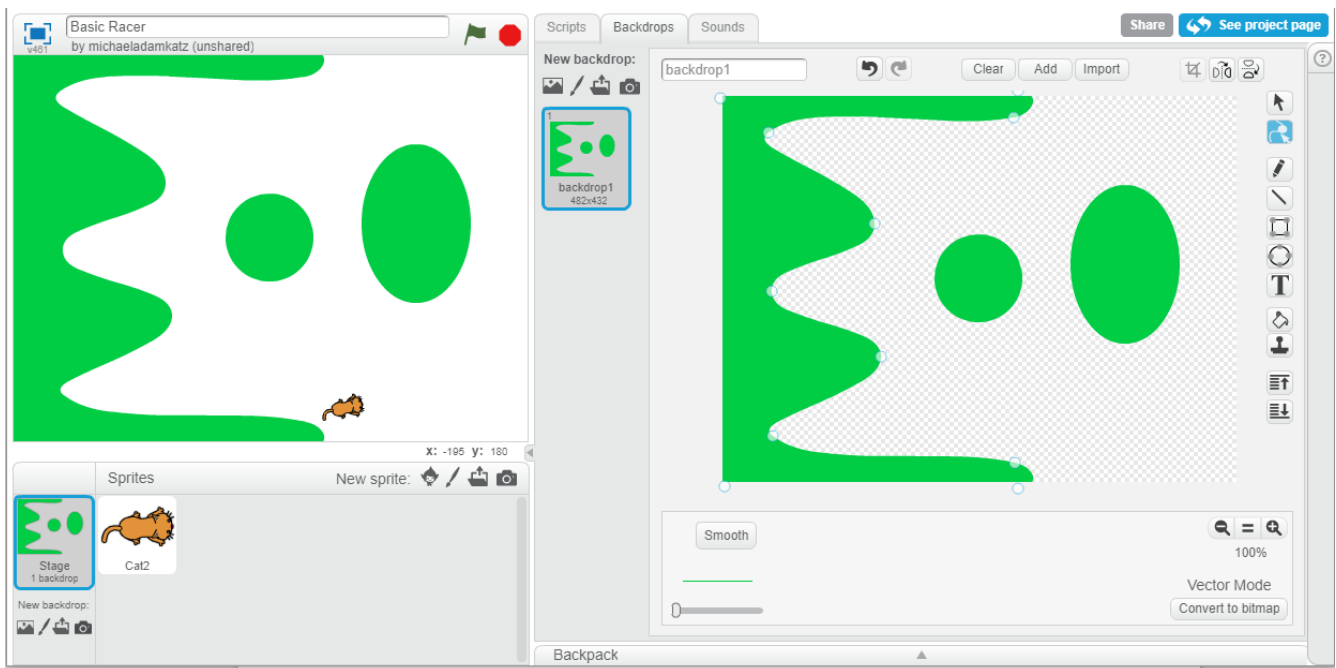 Basic Racer
v461
by michaeladamkatz (unshared)
Scripts
Backdrops
Sounds
Share
See project page
New backdrop:
backdrop1
Clear
Add
Import
?
1
backdrop1
482x432
T
X: -195 y: 180
Sprites
New sprite:
Stage
1 backdrop
Cat2
New backdrop:
Smooth
100%
Vector Mode
Convert to bitmap
Backpack